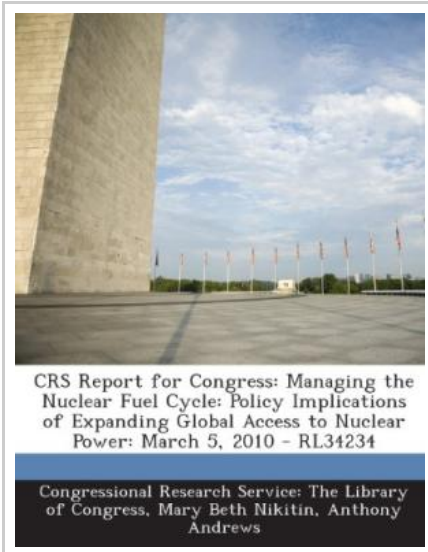 CRS Report for Congress: Managing the
Nuclear Fuel Cycle: Policy Implications
of Expanding Global Access to Nuclear
Power: March 5, 2010 - RL34234
Congressional Research Service: The Library
of Congress, Mary Beth Nikitin, Anthony
Andrews